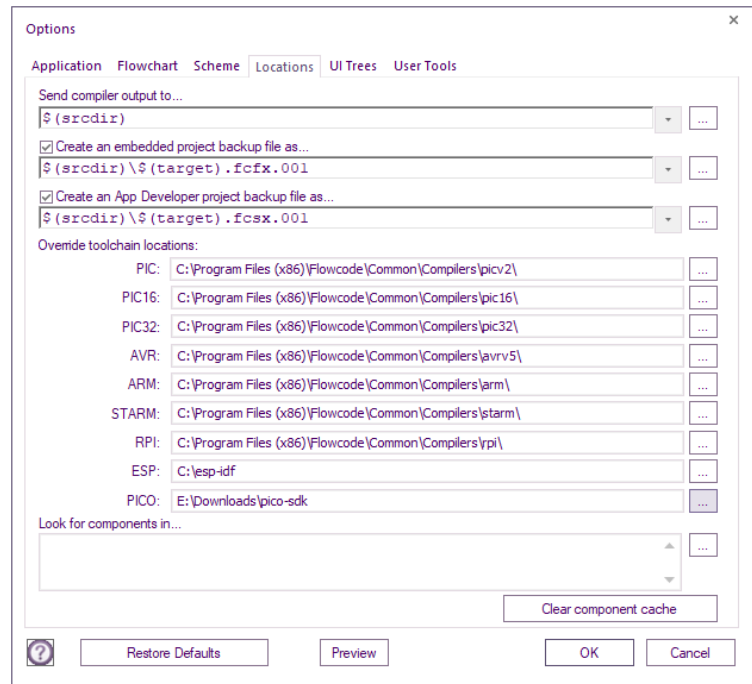 Options
Application Flowchart Scheme Locations UI Trees User Tools
Send compiler output to...
$(srcdir)
...
Create an embedded project backup file as...
$(srcdir)\$(target).fcfx.001
...
Create an App Developer project backup file as...
$(srcdir)\$(target).fcsx.001
...
Override toolchain locations:
PIC: C:\Program Files (x86)\Flowcode\Common\Compilers\picv2\ ...
PIC16: C:\Program Files (x86)\Flowcode\Common\Compilers\pic16\ ...
PIC32: C:\Program Files (x86)\Flowcode\Common\Compilers\pic32\ ...
AVR: C:\Program Files (x86)\Flowcode\Common\Compilers\avrv5\ ...
ARM: C:\Program Files (x86)\Flowcode\Common\Compilers\arm\ ...
STARM: C:\Program Files (x86)\Flowcode\Common\Compilers\starm\ ...
RPI: C:\Program Files (x86)\Flowcode\Common\Compilers\rpi\ ...
ESP: C:\esp-idf ...
PICO: E:\Downloads\pico-sdk ...
Look for components in...
...
Clear component cache
? Restore Defaults Preview OK Cancel